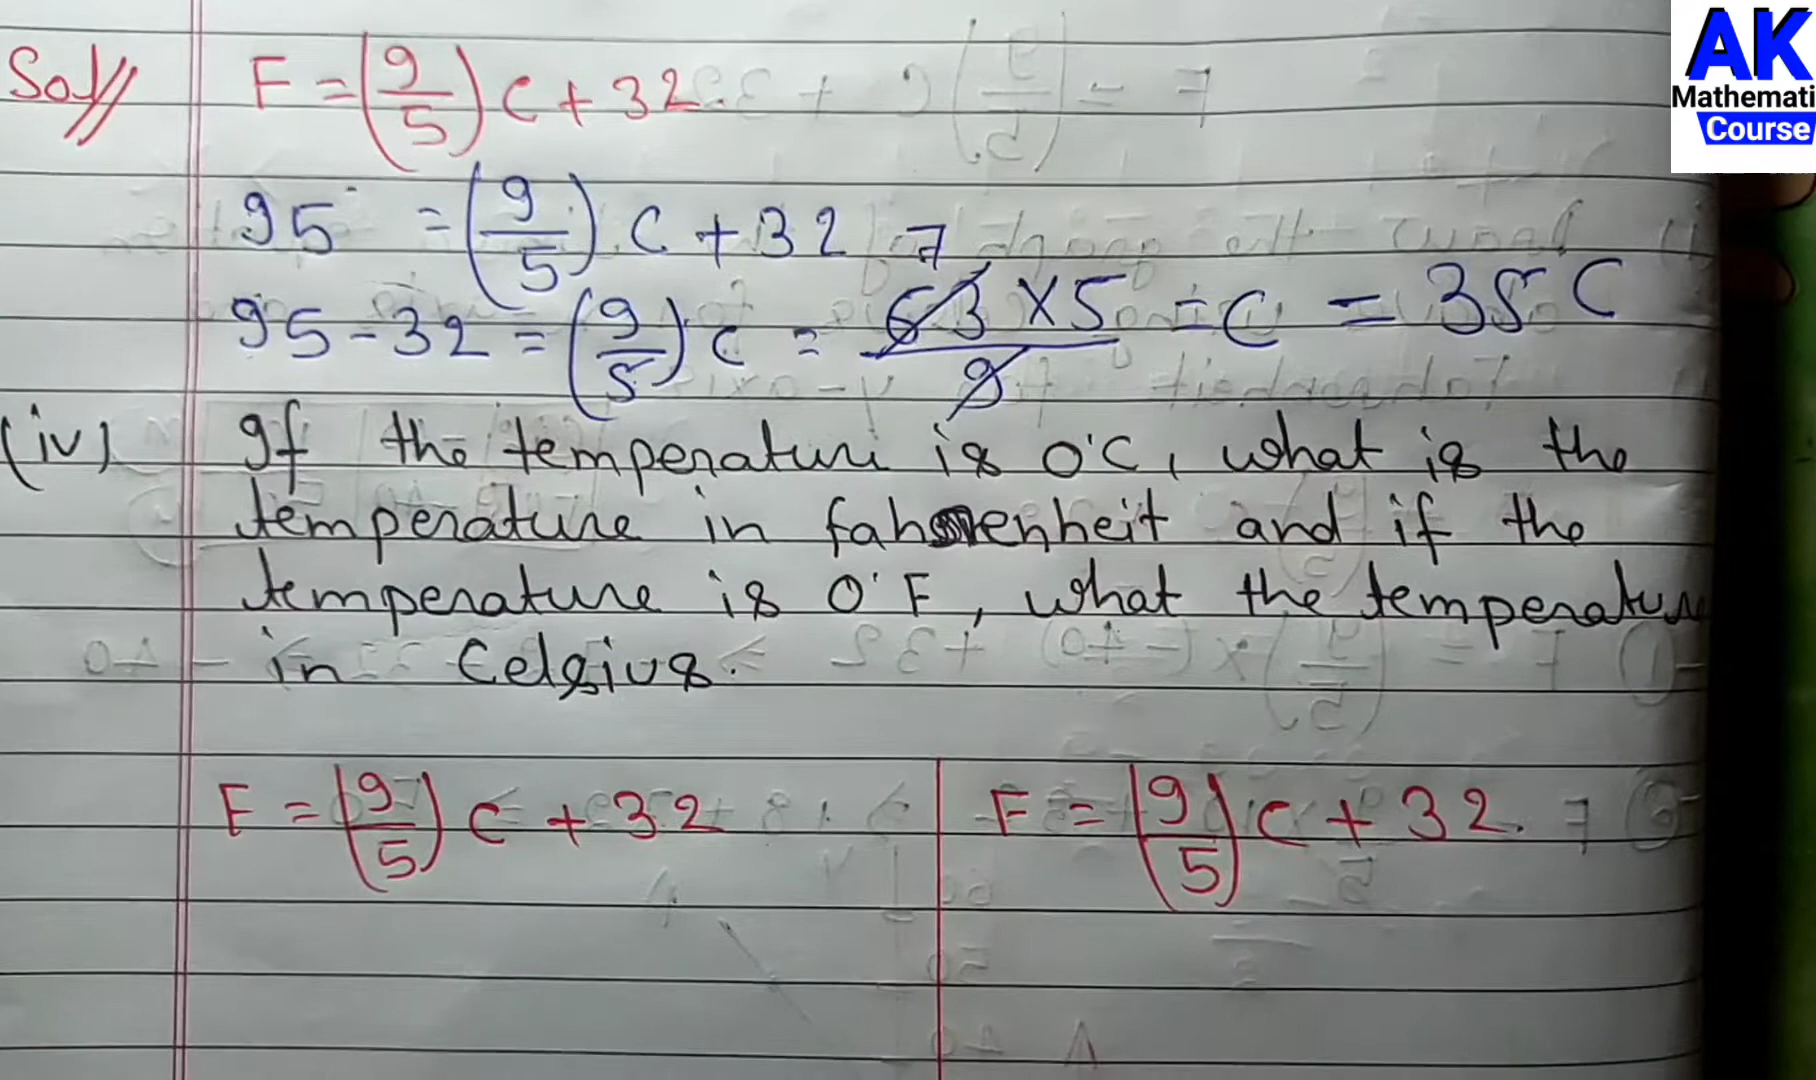 AK
Mathemati
Course
Sol//
F = (9/5) C + 32
95 = (9/5) C + 32
95 - 32 = (9/5) C = 63 × 5 / 9 = C = 35 C
7
(iv) If the temperature is 0°C, what is the
temperature in fahrenheit and if the
temperature is 0°F, what the temperature
in Celsius.
F = (9/5) C + 32
F = (9/5) C + 32.